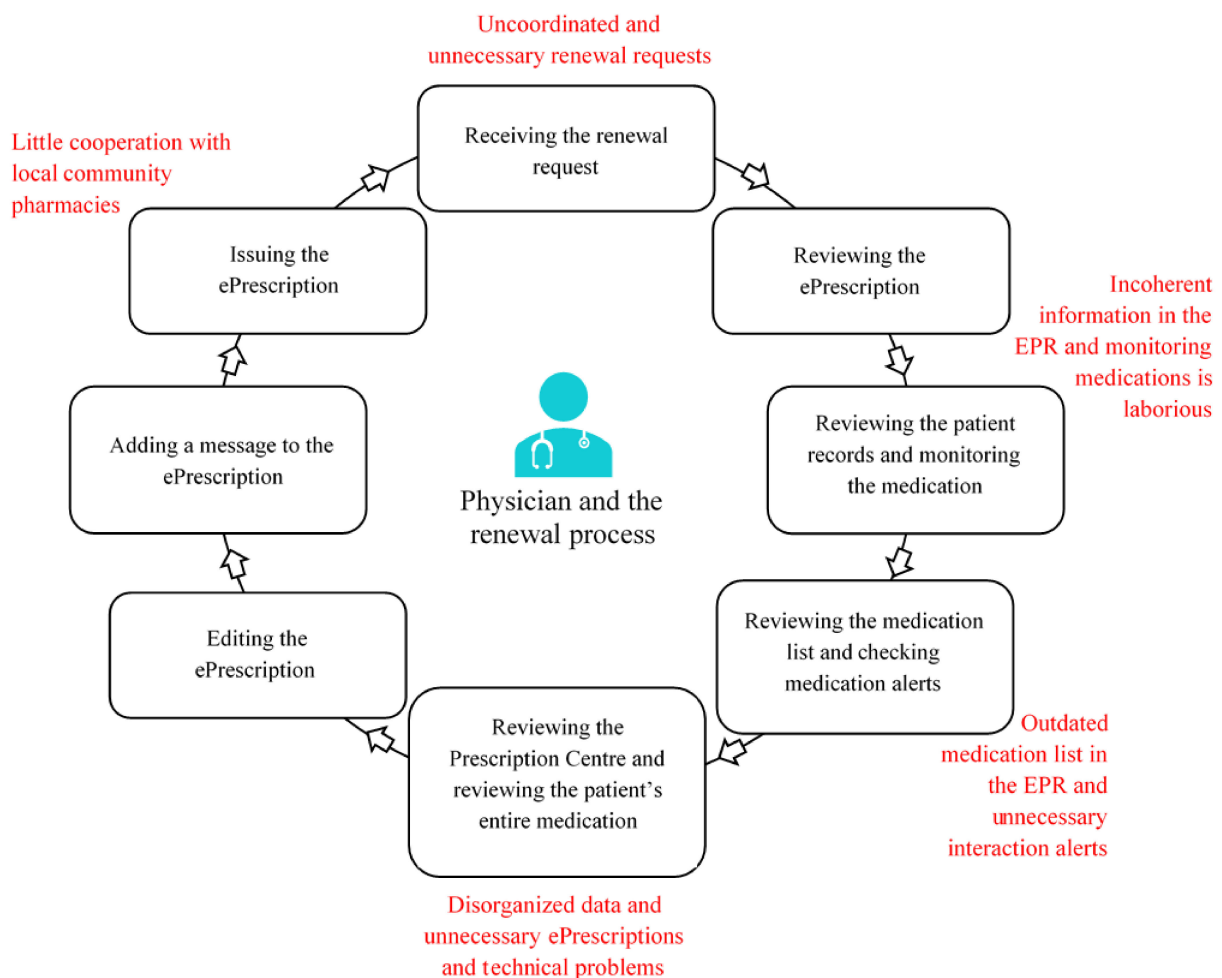 Uncoordinated and
unnecessary renewal requests
Receiving the renewal
request
Reviewing the
ePrescription
Incoherent
information in the
EPR and monitoring
medications is
laborious
Reviewing the patient
records and monitoring
the medication
Reviewing the medication
list and checking
medication alerts
Outdated
medication list in
the EPR and
unnecessary
interaction alerts
Reviewing the
Prescription Centre and
reviewing the patient’s
entire medication
Disorganized data and
unnecessary ePrescriptions
and technical problems
Editing the
ePrescription
Adding a message to the
ePrescription
Issuing the
ePrescription
Little cooperation with
local community
pharmacies
Physician and the
renewal process